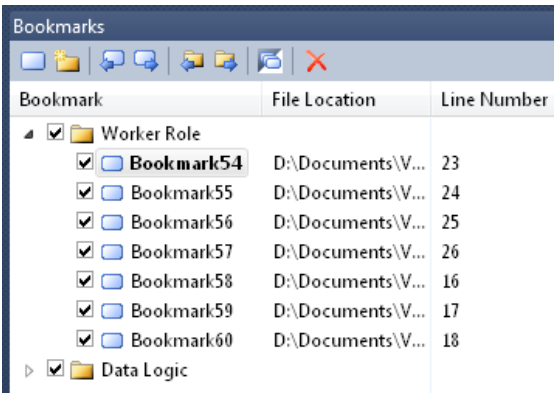 Bookmarks
Bookmark File Location Line Number
Worker Role
Bookmark54 D:\Documents\V... 23
Bookmark55 D:\Documents\V... 24
Bookmark56 D:\Documents\V... 25
Bookmark57 D:\Documents\V... 26
Bookmark58 D:\Documents\V... 16
Bookmark59 D:\Documents\V... 17
Bookmark60 D:\Documents\V... 18
Data Logic